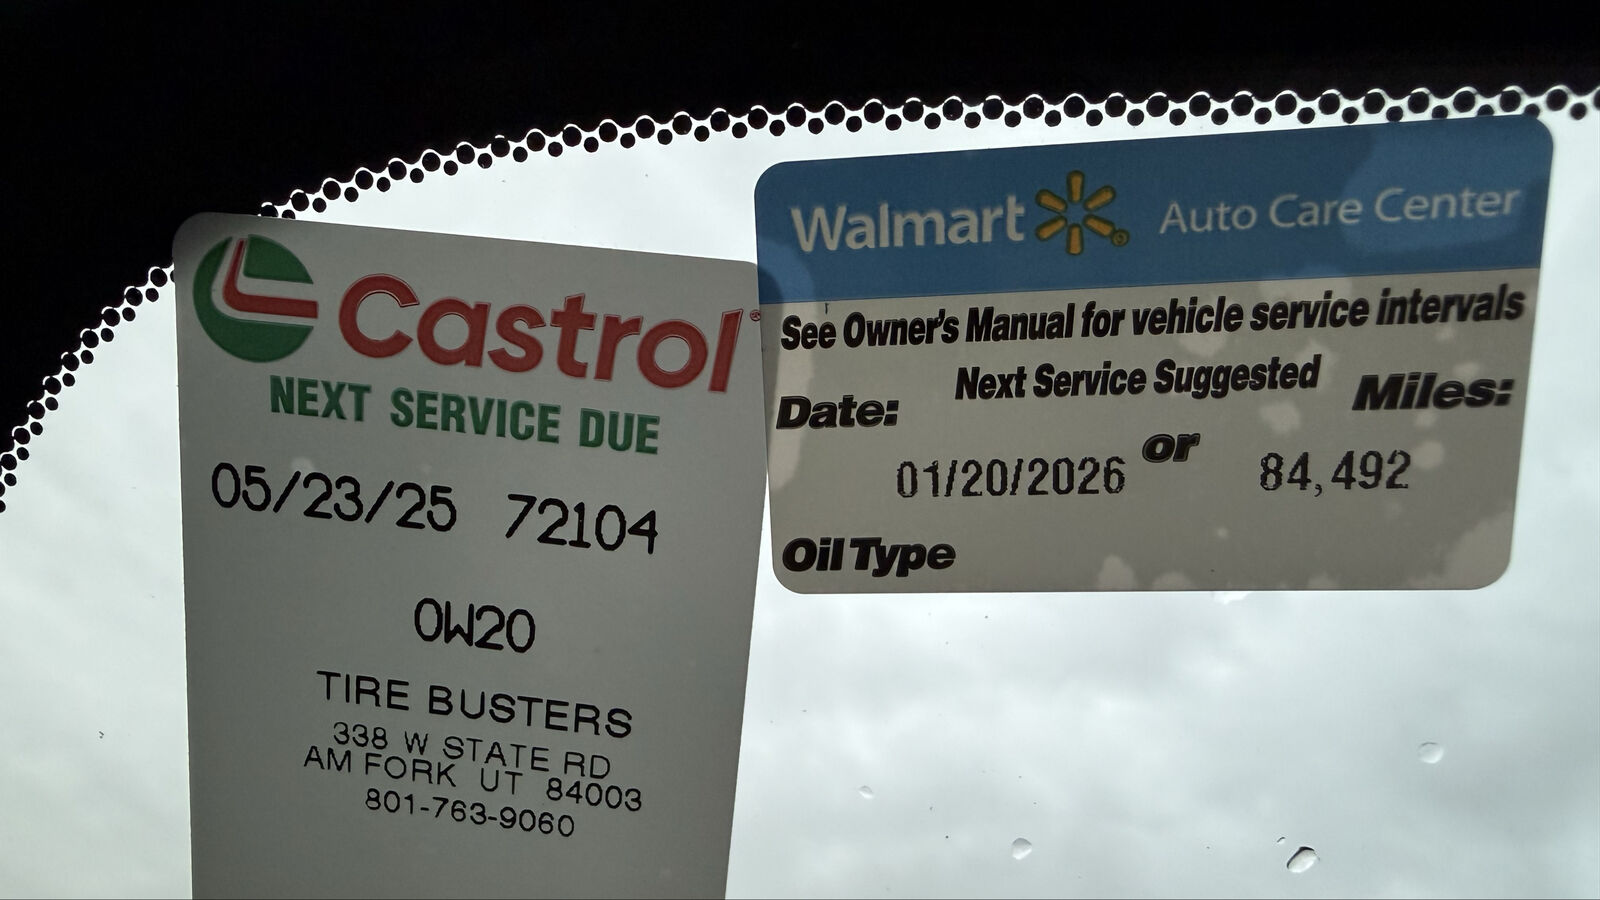 Castrol
NEXT SERVICE DUE
05/23/25 72104
0W20
TIRE BUSTERS
338 W STATE RD
AM FORK UT 84003
801-763-9060
Walmart Auto Care Center
See Owner's Manual for vehicle service intervals
Next Service Suggested
Date: or Miles:
01/20/2026 84,492
Oil Type